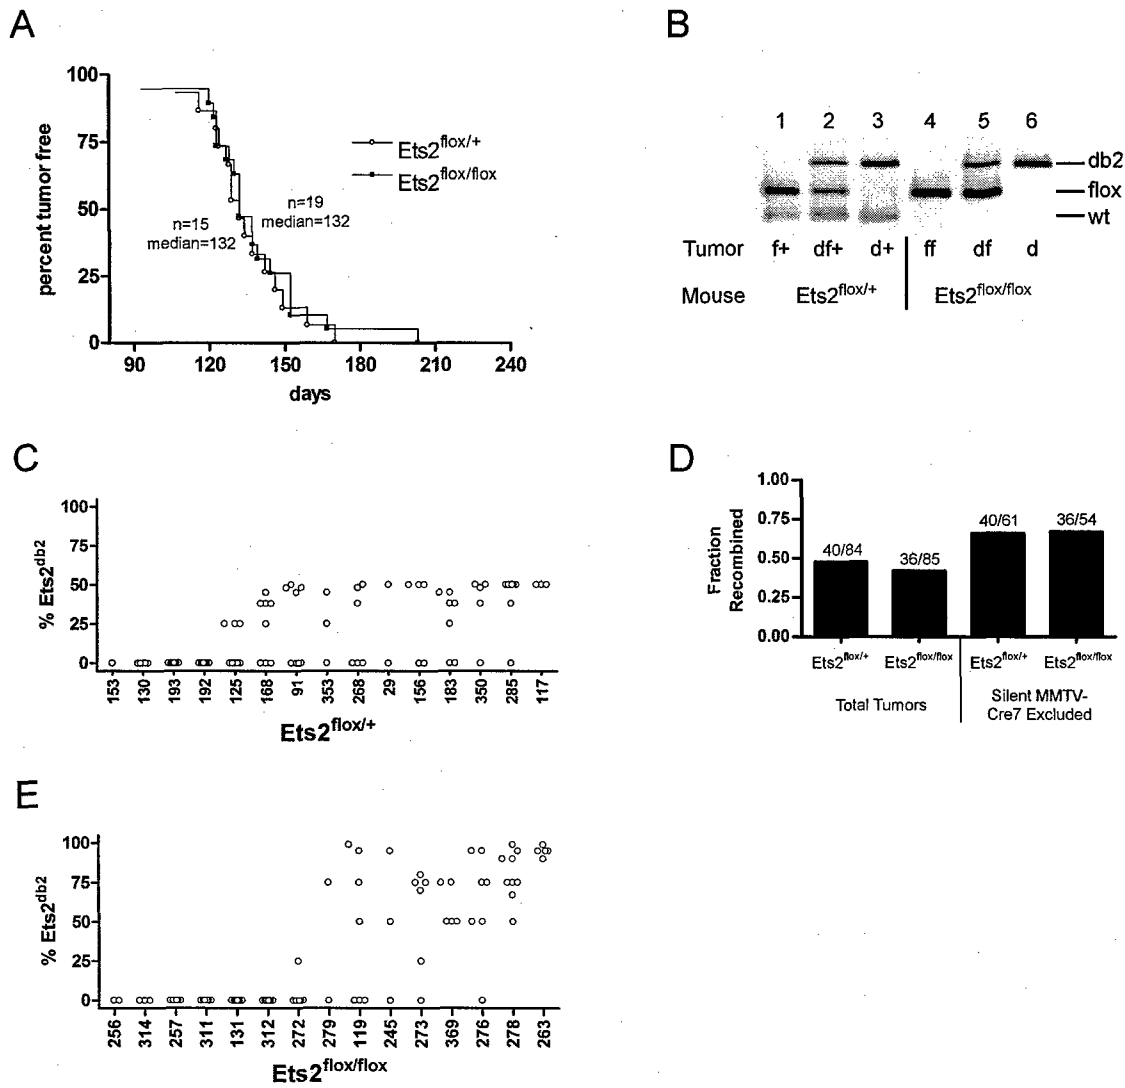 A
percent tumor free
100
75
50
25
0
90 120 150 180 210 240
days
Ets2flox/+
Ets2flox/flox
n=15
median=132
n=19
median=132
B
1 2 3 4 5 6
db2
flox
wt
Tumor f+ df+ d+ ff df d
Mouse Ets2flox/+ Ets2flox/flox
C
% Ets2db2
100
75
50
25
0
153 130 193 192 125 168 91 353 268 29 156 183 350 285 117
Ets2flox/+
D
Fraction
Recombined
1.00
0.75
0.50
0.25
0.00
40/84 36/85 40/61 36/54
Ets2flox/+ Ets2flox/flox Ets2flox/+ Ets2flox/flox
Total Tumors
Silent MMTV-
Cre7 Excluded
E
% Ets2db2
100
75
50
25
0
256 314 257 311 131 312 272 279 119 245 273 369 276 278 263
Ets2flox/flox